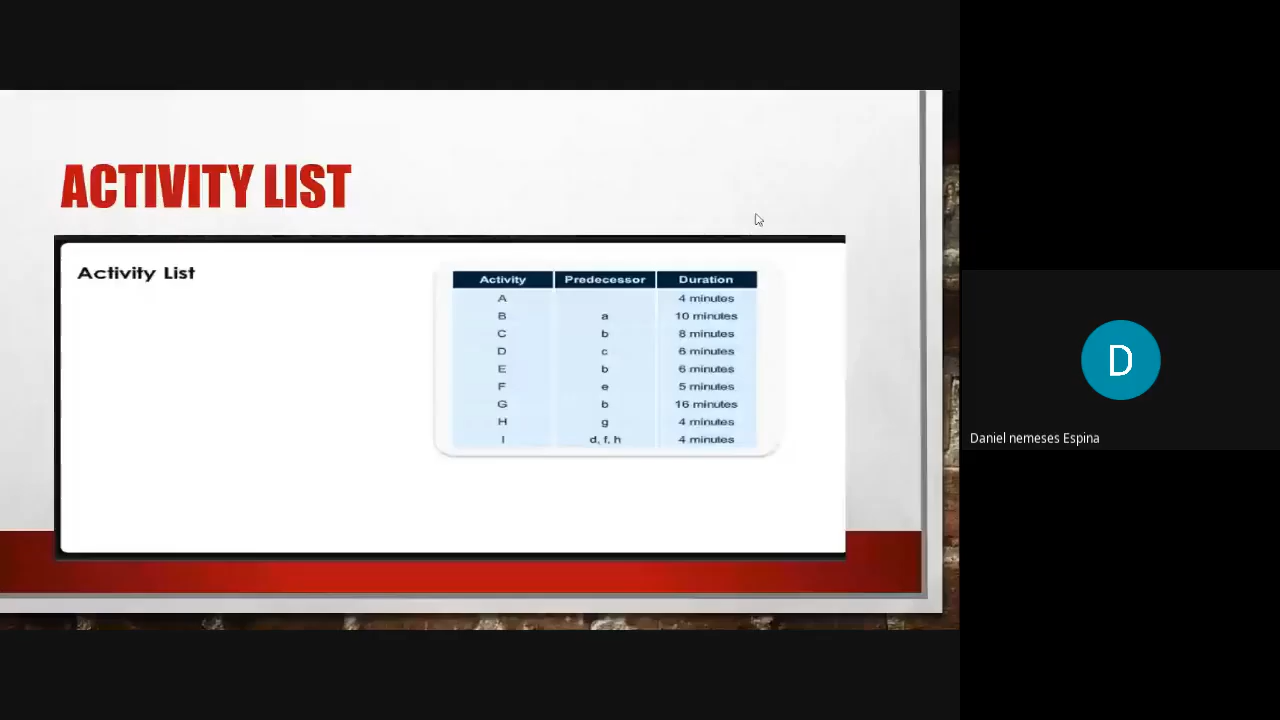 ACTIVITY LIST
Activity List
Activity Predecessor Duration
A 4 minutes
B a 10 minutes
C b 8 minutes
D c 6 minutes
E b 6 minutes
F e 5 minutes
G b 16 minutes
H g 4 minutes
I d, f, h 4 minutes
D
Daniel nemeses Espina